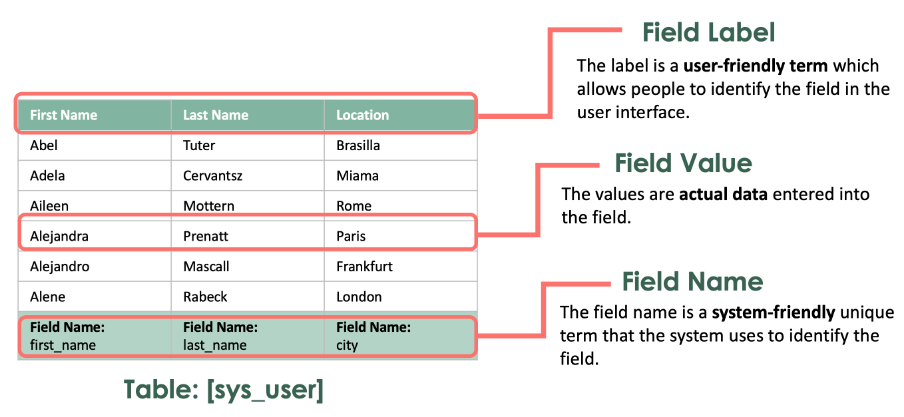 Field Label
The label is a user-friendly term which
allows people to identify the field in the
user interface.
First Name Last Name Location
Abel Tuter Brasilla
Adela Cervantsz Miama
Aileen Mottern Rome
Alejandra Prenatt Paris
Alejandro Mascall Frankfurt
Alene Rabeck London
Field Name: Field Name: Field Name:
first_name last_name city
Table: [sys_user]
Field Value
The values are actual data entered into
the field.
Field Name
The field name is a system-friendly unique
term that the system uses to identify the
field.